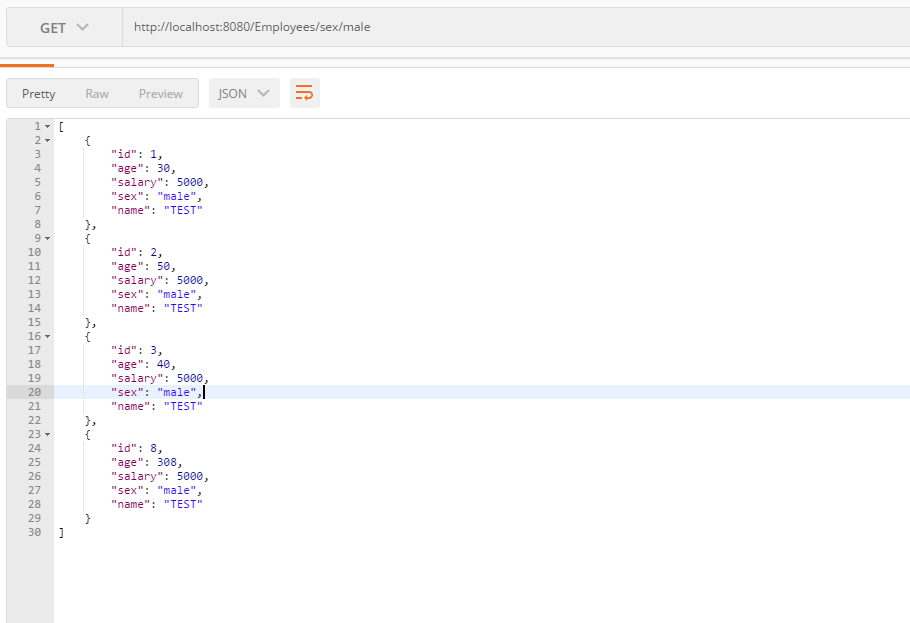 GET http://localhost:8080/Employees/sex/male
Pretty Raw Preview JSON
1 [
2 {
3 "id": 1,
4 "age": 30,
5 "salary": 5000,
6 "sex": "male",
7 "name": "TEST"
8 },
9 {
10 "id": 2,
11 "age": 50,
12 "salary": 5000,
13 "sex": "male",
14 "name": "TEST"
15 },
16 {
17 "id": 3,
18 "age": 40,
19 "salary": 5000,
20 "sex": "male",
21 "name": "TEST"
22 },
23 {
24 "id": 8,
25 "age": 308,
26 "salary": 5000,
27 "sex": "male",
28 "name": "TEST"
29 }
30 ]